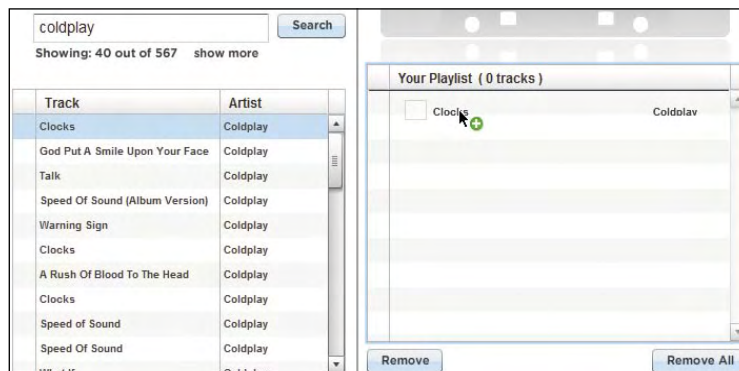 coldplay
Search
Showing: 40 out of 567 show more
Track Artist
Clocks Coldplay
God Put A Smile Upon Your Face Coldplay
Talk Coldplay
Speed Of Sound (Album Version) Coldplay
Warning Sign Coldplay
Clocks Coldplay
A Rush Of Blood To The Head Coldplay
Clocks Coldplay
Speed of Sound Coldplay
Speed Of Sound Coldplay
Your Playlist ( 0 tracks )
Clocks Coldplay
Remove Remove All